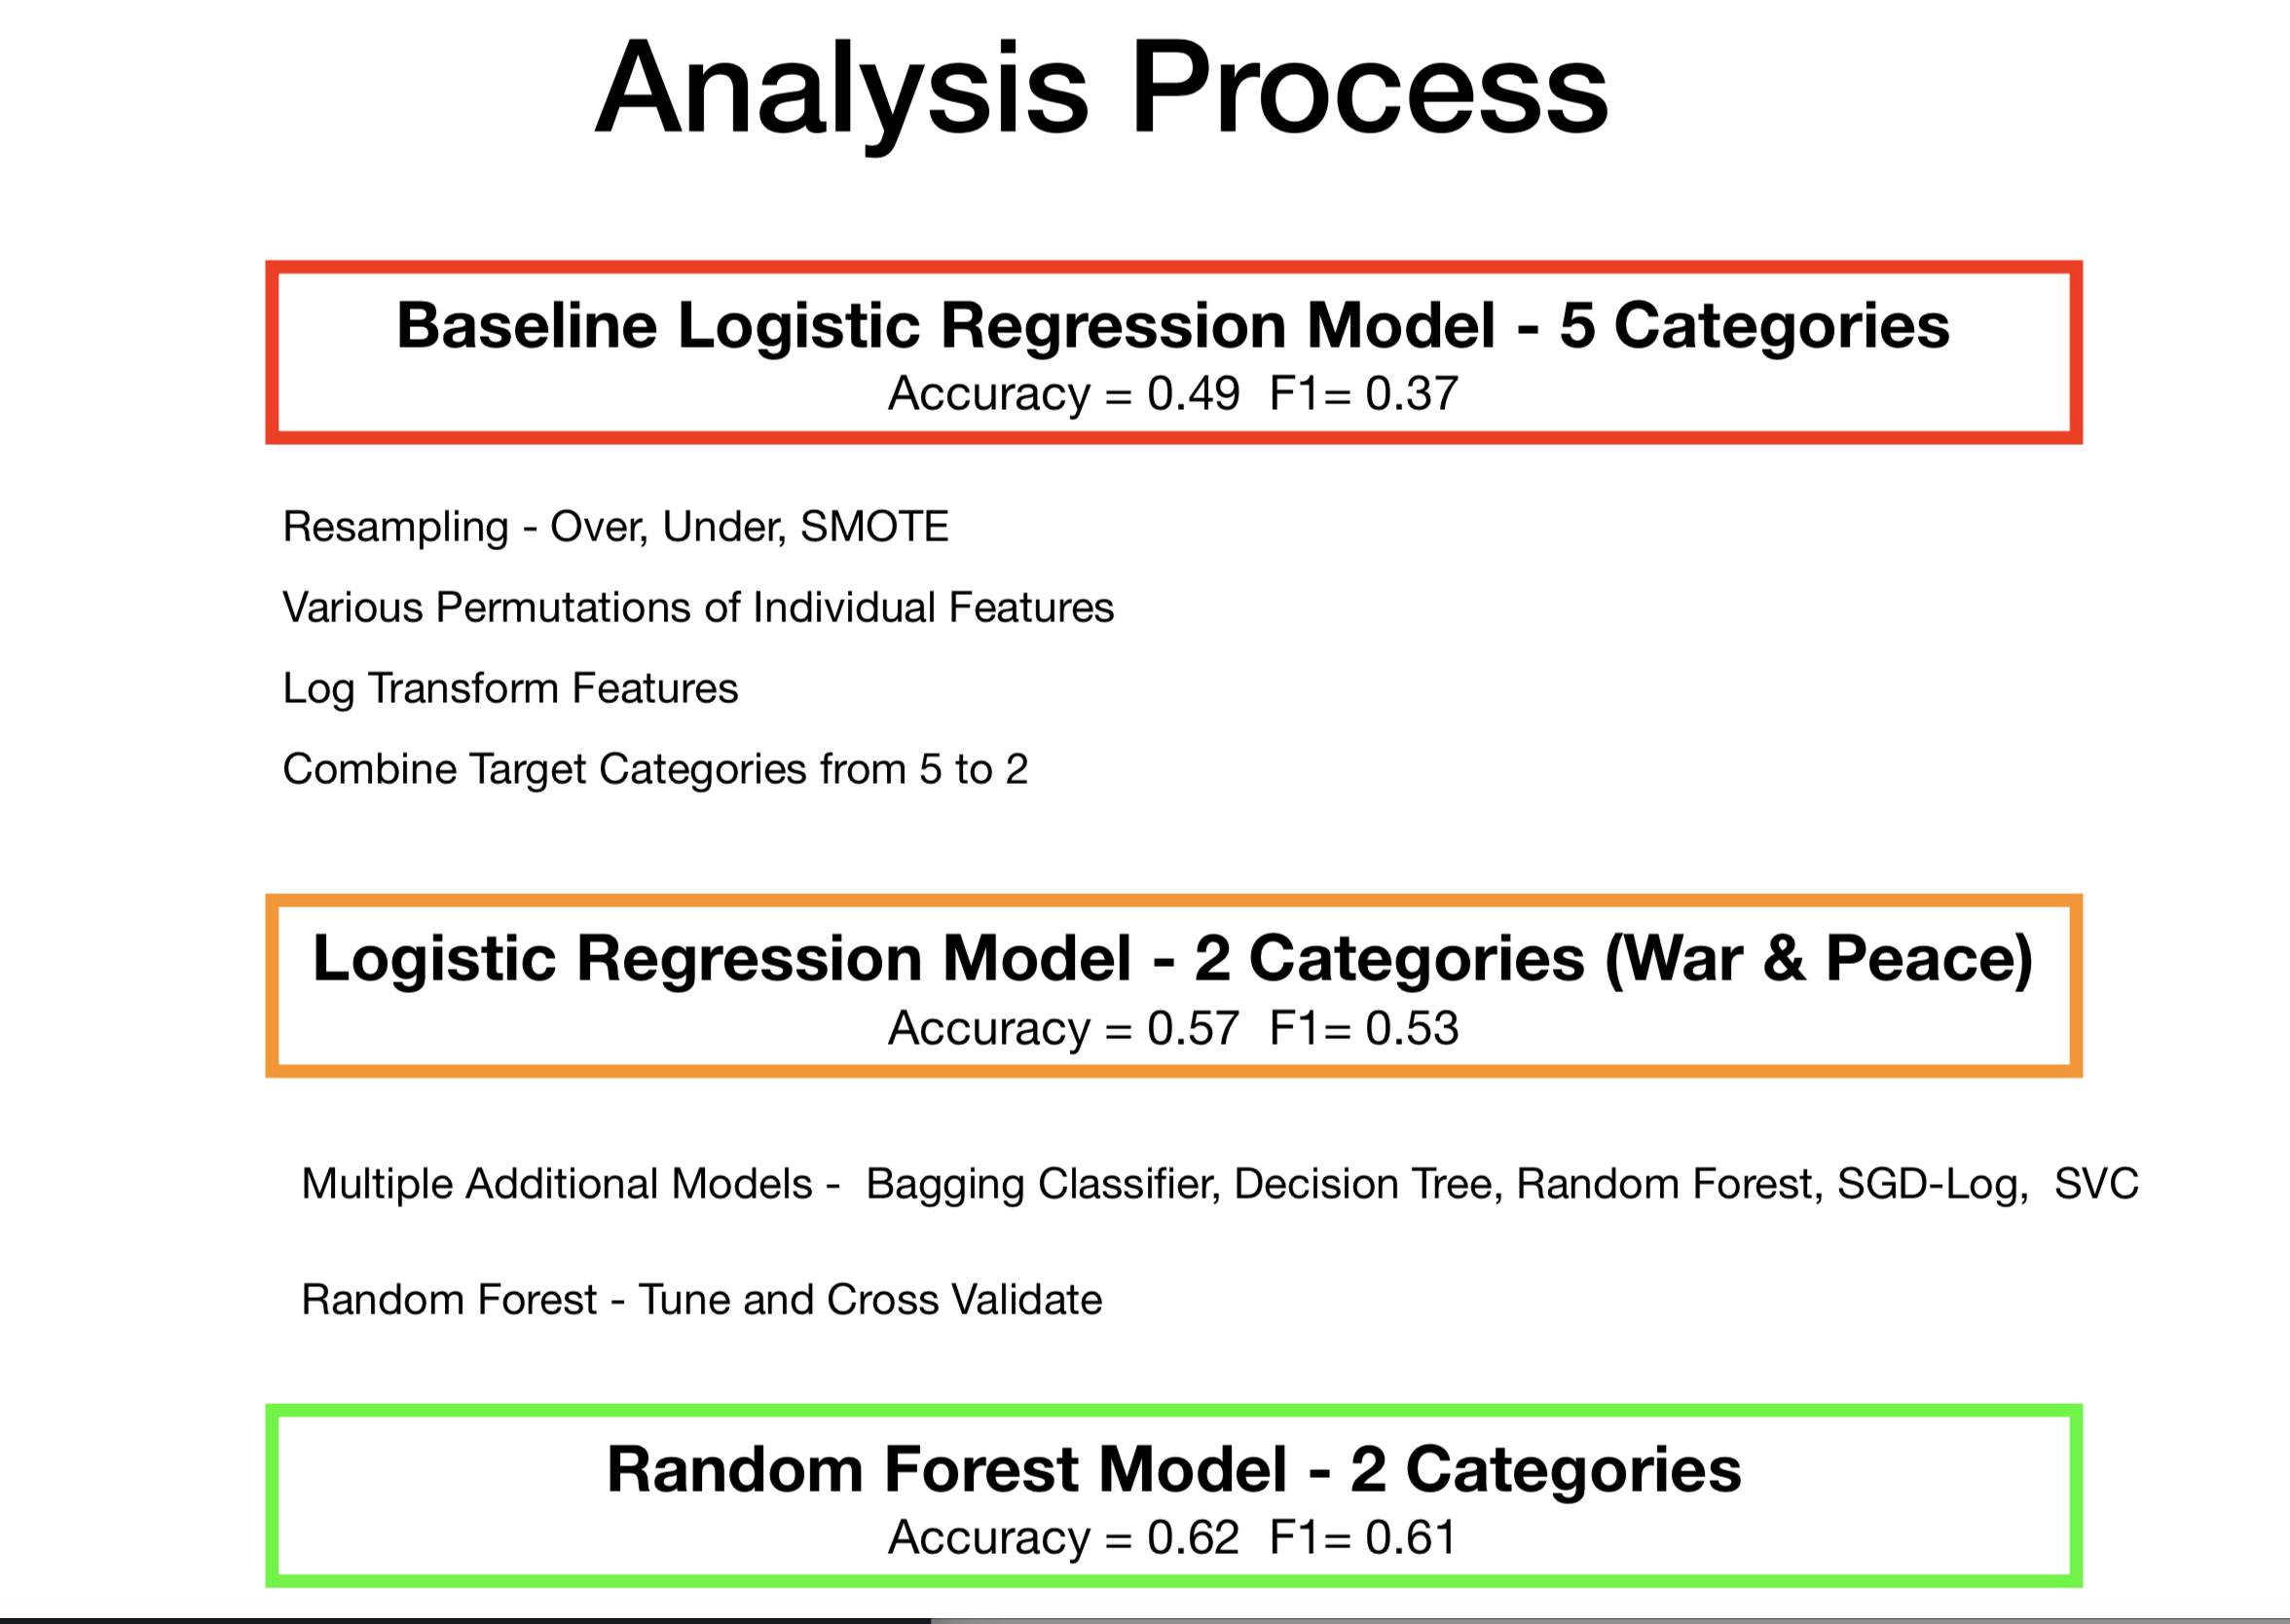 Analysis Process
Baseline Logistic Regression Model - 5 Categories
Accuracy = 0.49 F1= 0.37
Resampling - Over, Under, SMOTE
Various Permutations of Individual Features
Log Transform Features
Combine Target Categories from 5 to 2
Logistic Regression Model - 2 Categories (War & Peace)
Accuracy = 0.57 F1= 0.53
Multiple Additional Models - Bagging Classifier, Decision Tree, Random Forest, SGD-Log, SVC
Random Forest - Tune and Cross Validate
Random Forest Model - 2 Categories
Accuracy = 0.62 F1= 0.61